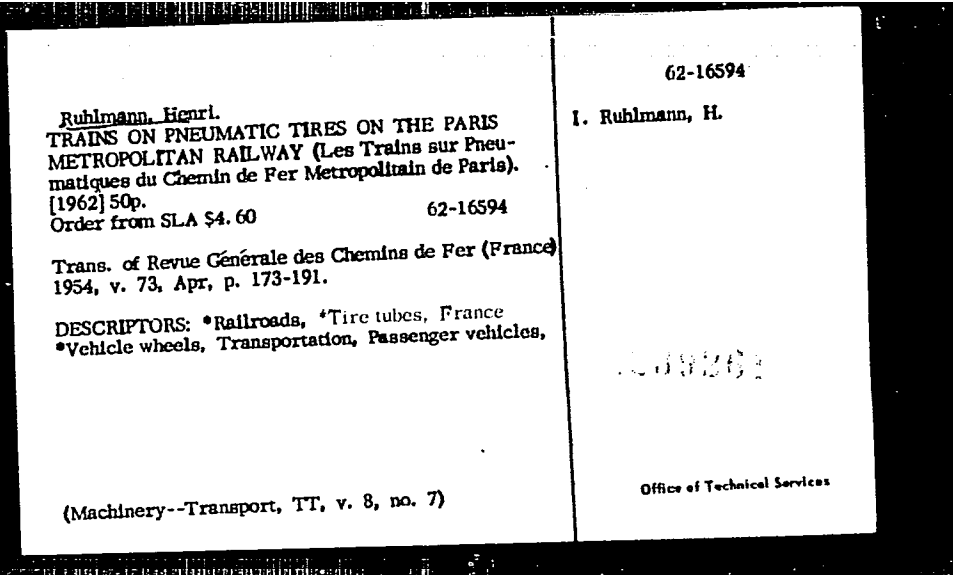 Ruhlmann, Henri.
TRAINS ON PNEUMATIC TIRES ON THE PARIS
METROPOLITAN RAILWAY (Les Trains sur Pneu-
matiques du Chemin de Fer Metropolitain de Paris).
[1962] 50p.
Order from SLA $4.60 62-16594
Trans. of Revue Générale des Chemins de Fer (France)
1954, v. 73, Apr, p. 173-191.
DESCRIPTORS: *Railroads, *Tire tubes, France
*Vehicle wheels, Transportation, Passenger vehicles,
(Machinery--Transport, TT, v. 8, no. 7)
62-16594
I. Ruhlmann, H.
Office of Technical Services